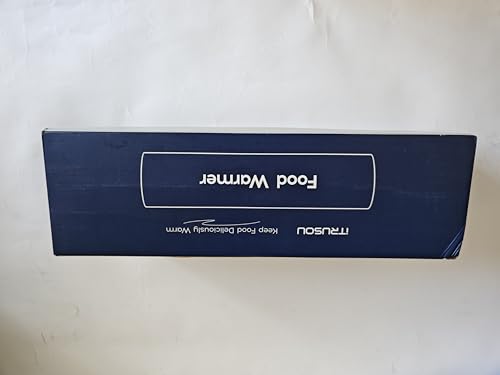 iTRUSOU Keep Food Deliciously Warm
Food Warmer